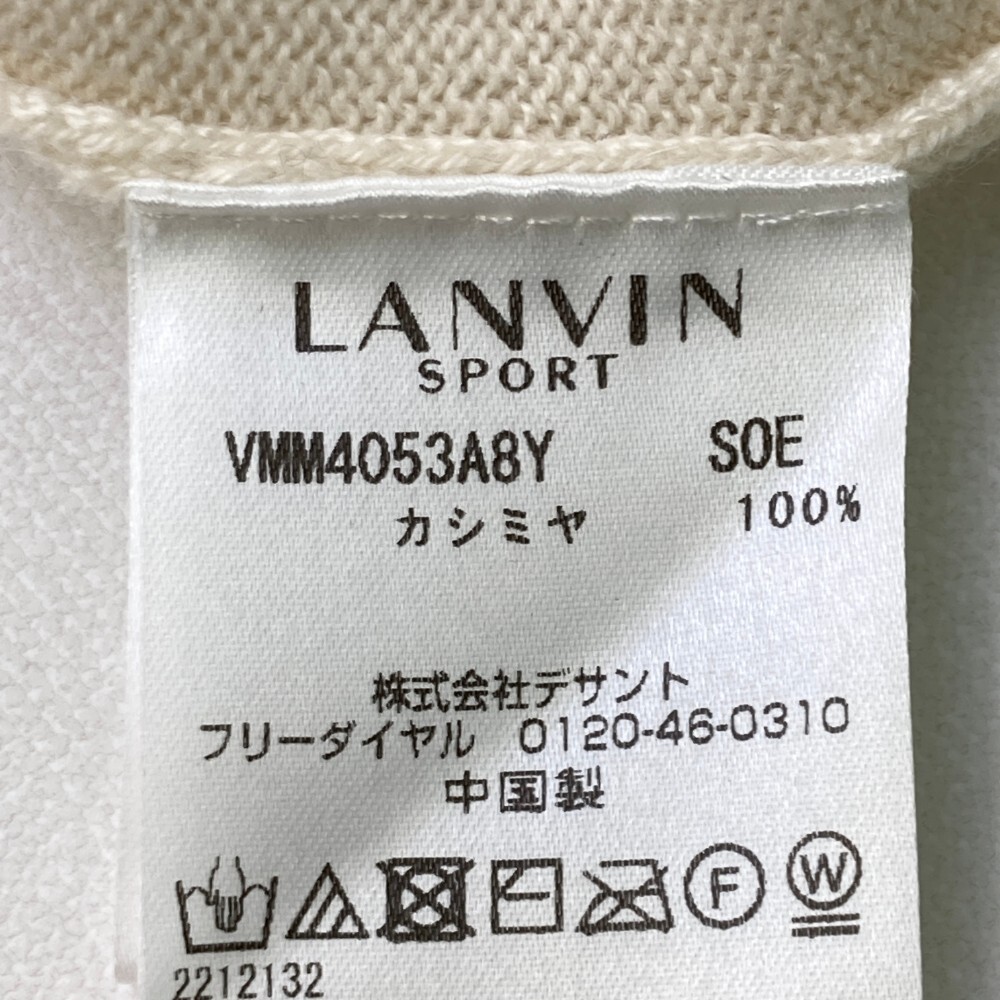 LANVIN
SPORT
VMM4053A8Y SOE
カシミヤ 100%
株式会社デサント
フリーダイヤル 0120-46-0310
中国製
F W
2212132